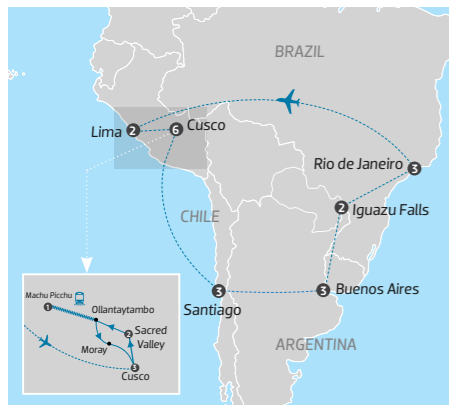 BRAZIL
Lima
2
6
Cusco
Rio de Janeiro
3
2
Iguazu Falls
CHILE
3
Santiago
3
Buenos Aires
ARGENTINA
Machu Picchu
1
Ollantaytambo
2
Sacred
Valley
Moray
3
Cusco